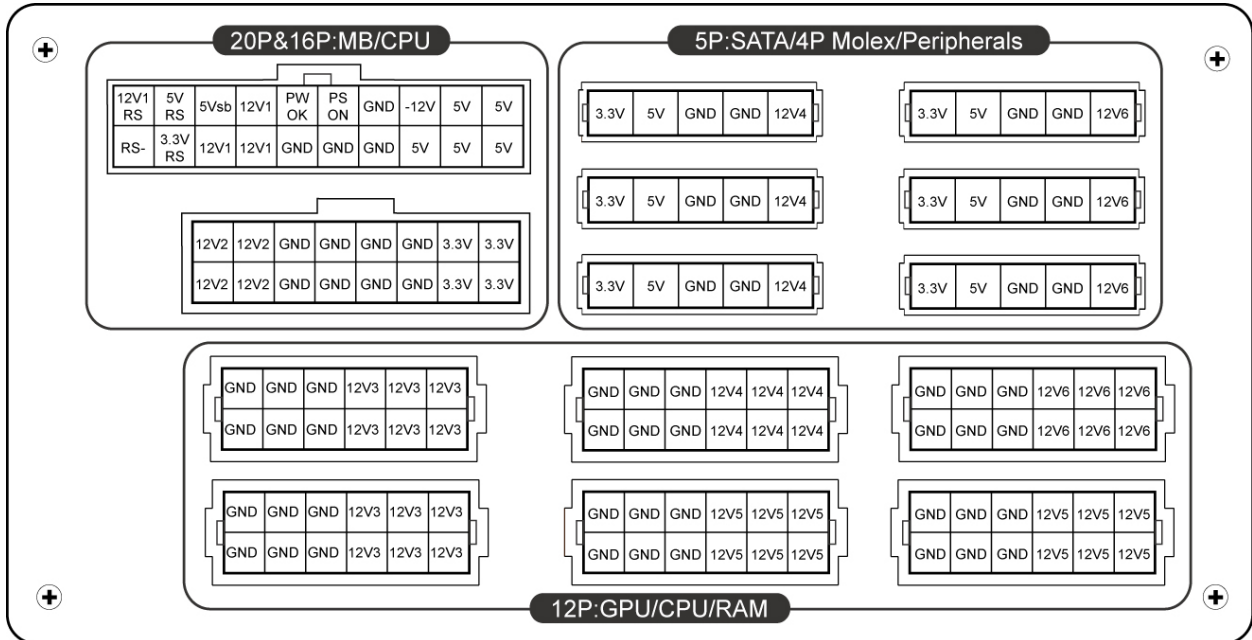 20P&16P:MB/CPU
12V1 RS 5V RS 5Vsb 12V1 PW OK PS ON GND -12V 5V 5V
RS- 3.3V RS 12V1 12V1 GND GND GND 5V 5V 5V
12V2 12V2 GND GND GND GND 3.3V 3.3V
12V2 12V2 GND GND GND GND 3.3V 3.3V
5P:SATA/4P Molex/Peripherals
3.3V 5V GND GND 12V4
3.3V 5V GND GND 12V6
3.3V 5V GND GND 12V4
3.3V 5V GND GND 12V6
3.3V 5V GND GND 12V4
3.3V 5V GND GND 12V6
GND GND GND 12V3 12V3 12V3
GND GND GND 12V3 12V3 12V3
GND GND GND 12V4 12V4 12V4
GND GND GND 12V4 12V4 12V4
GND GND GND 12V6 12V6 12V6
GND GND GND 12V6 12V6 12V6
GND GND GND 12V3 12V3 12V3
GND GND GND 12V3 12V3 12V3
GND GND GND 12V5 12V5 12V5
GND GND GND 12V5 12V5 12V5
GND GND GND 12V5 12V5 12V5
GND GND GND 12V5 12V5 12V5
12P:GPU/CPU/RAM